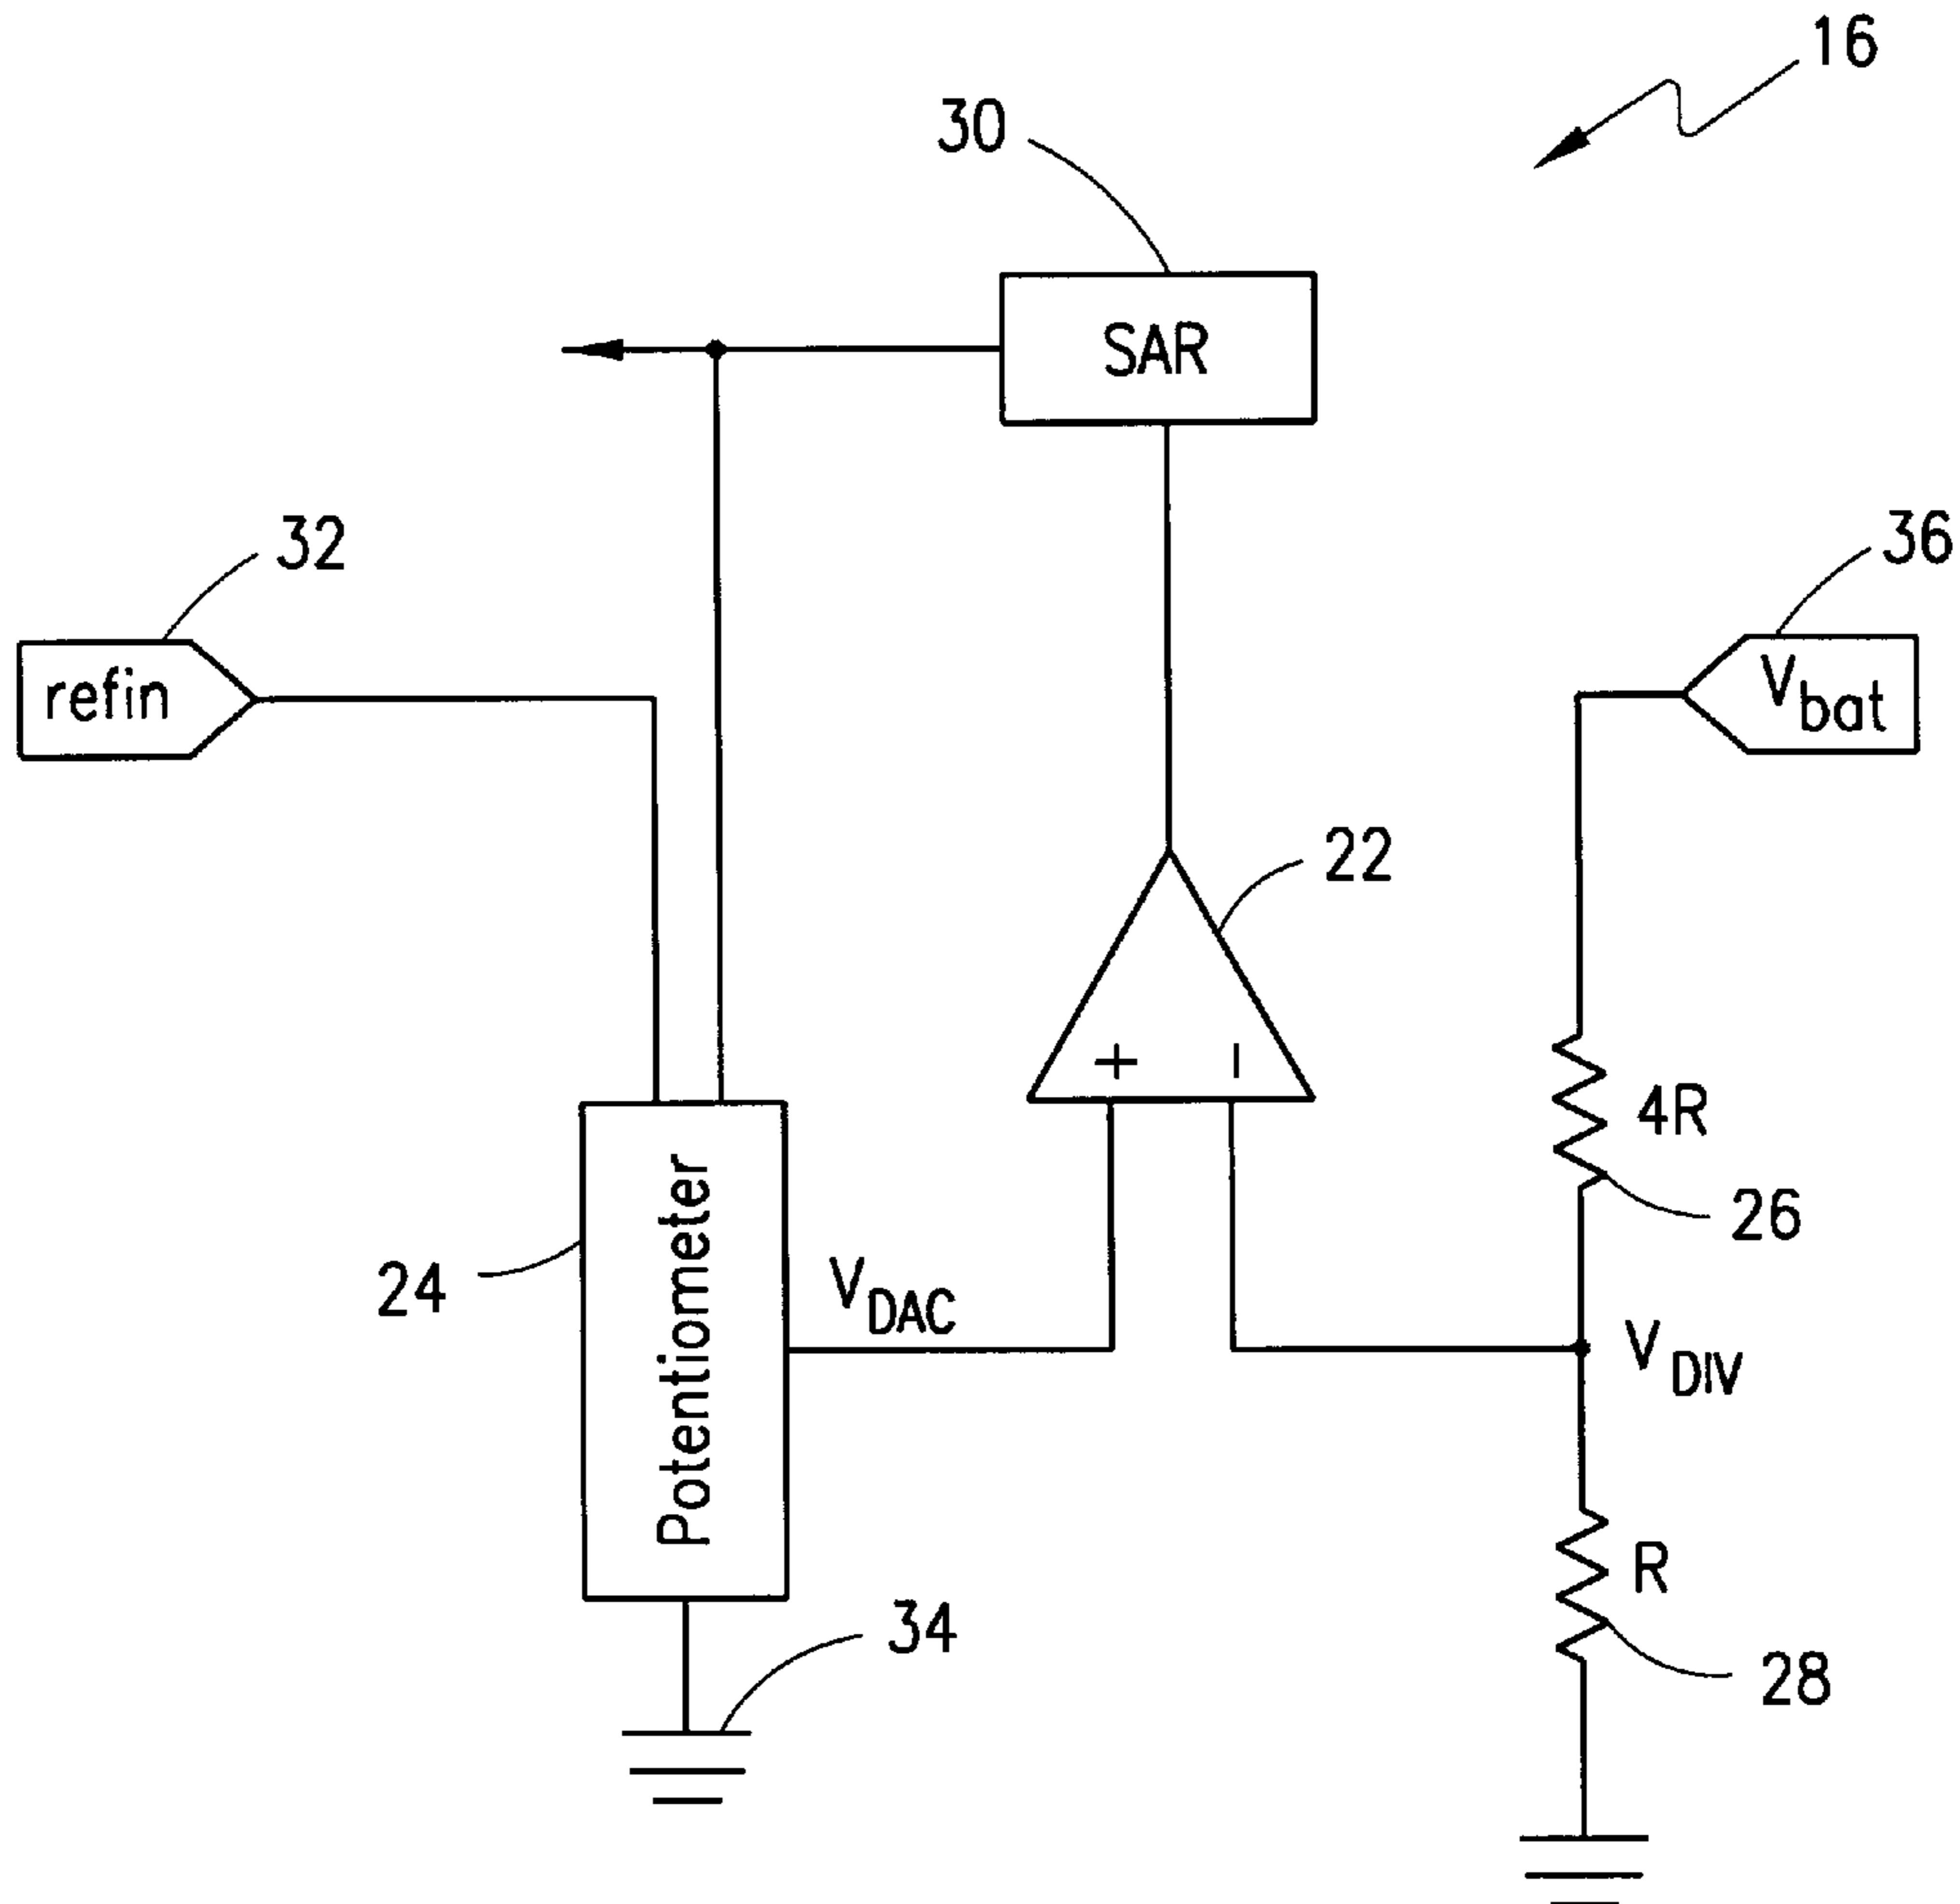 16
30
SAR
32
36
refin
Vbat
22
+ −
4R
26
24
Potentiometer
VDAC
VDIV
R
34
28